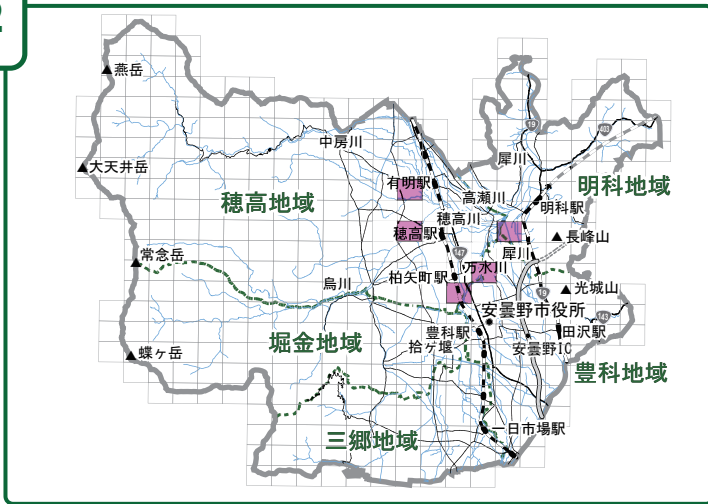 2
燕岳
中房川
19
403
犀川
大天井岳
有明駅
高瀬川
明科地域
穂高地域
穂高川
明科駅
穂高駅
長峰山
147
犀川
常念岳
柏矢町駅
万水川
烏川
光城山
19
安曇野市役所
143
豊科駅
田沢駅
堀金地域
拾ケ堰
安曇野IC
蝶ヶ岳
豊科地域
三郷地域
一日市場駅